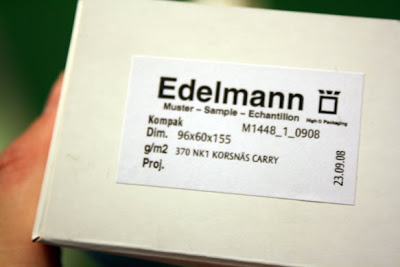 Edelmann
Muster – Sample – Echantillon
High Q Packaging
Kompak M1448_1_0908
Dim. 96x60x155
g/m2 370 NK1 KORSNÄS CARRY
Proj.
23.09.08